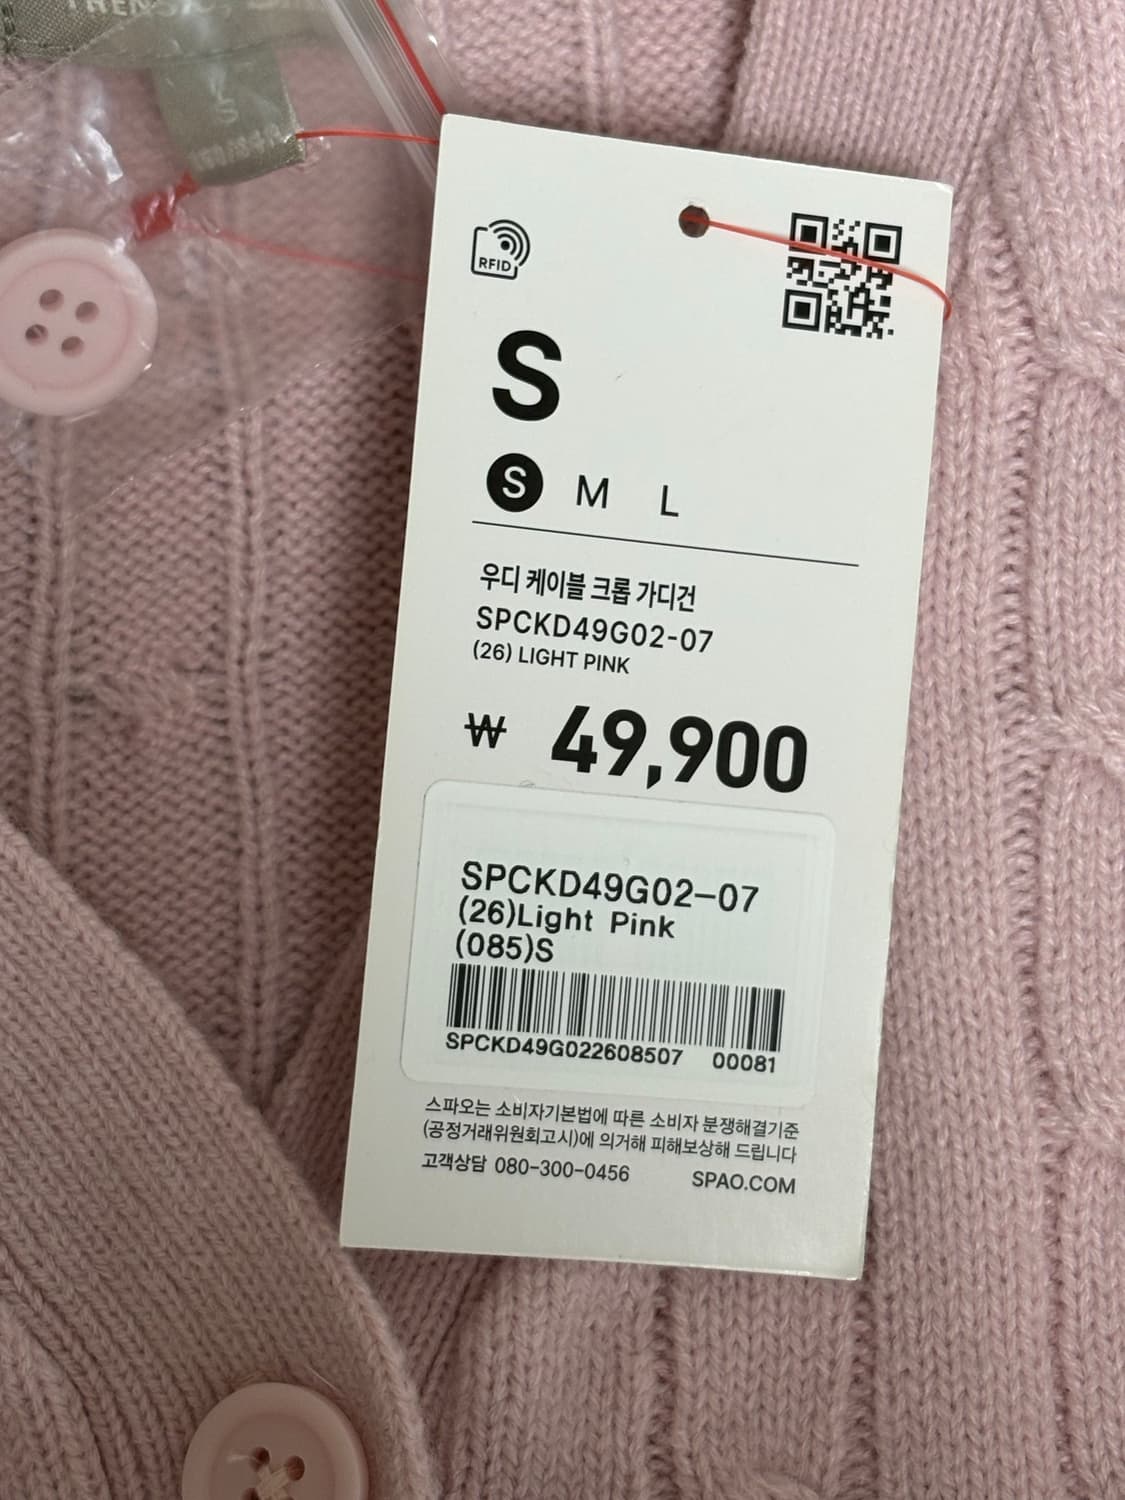 S
RFID
S
S M L
우디 케이블 크롭 가디건
SPCKD49G02-07
(26) LIGHT PINK
₩ 49,900
SPCKD49G02-07
(26)Light Pink
(085)S
SPCKD49G022608507 00081
스파오는 소비자기본법에 따른 소비자 분쟁해결기준
(공정거래위원회고시)에 의거해 피해보상해 드립니다
고객상담 080-300-0456 SPAO.COM